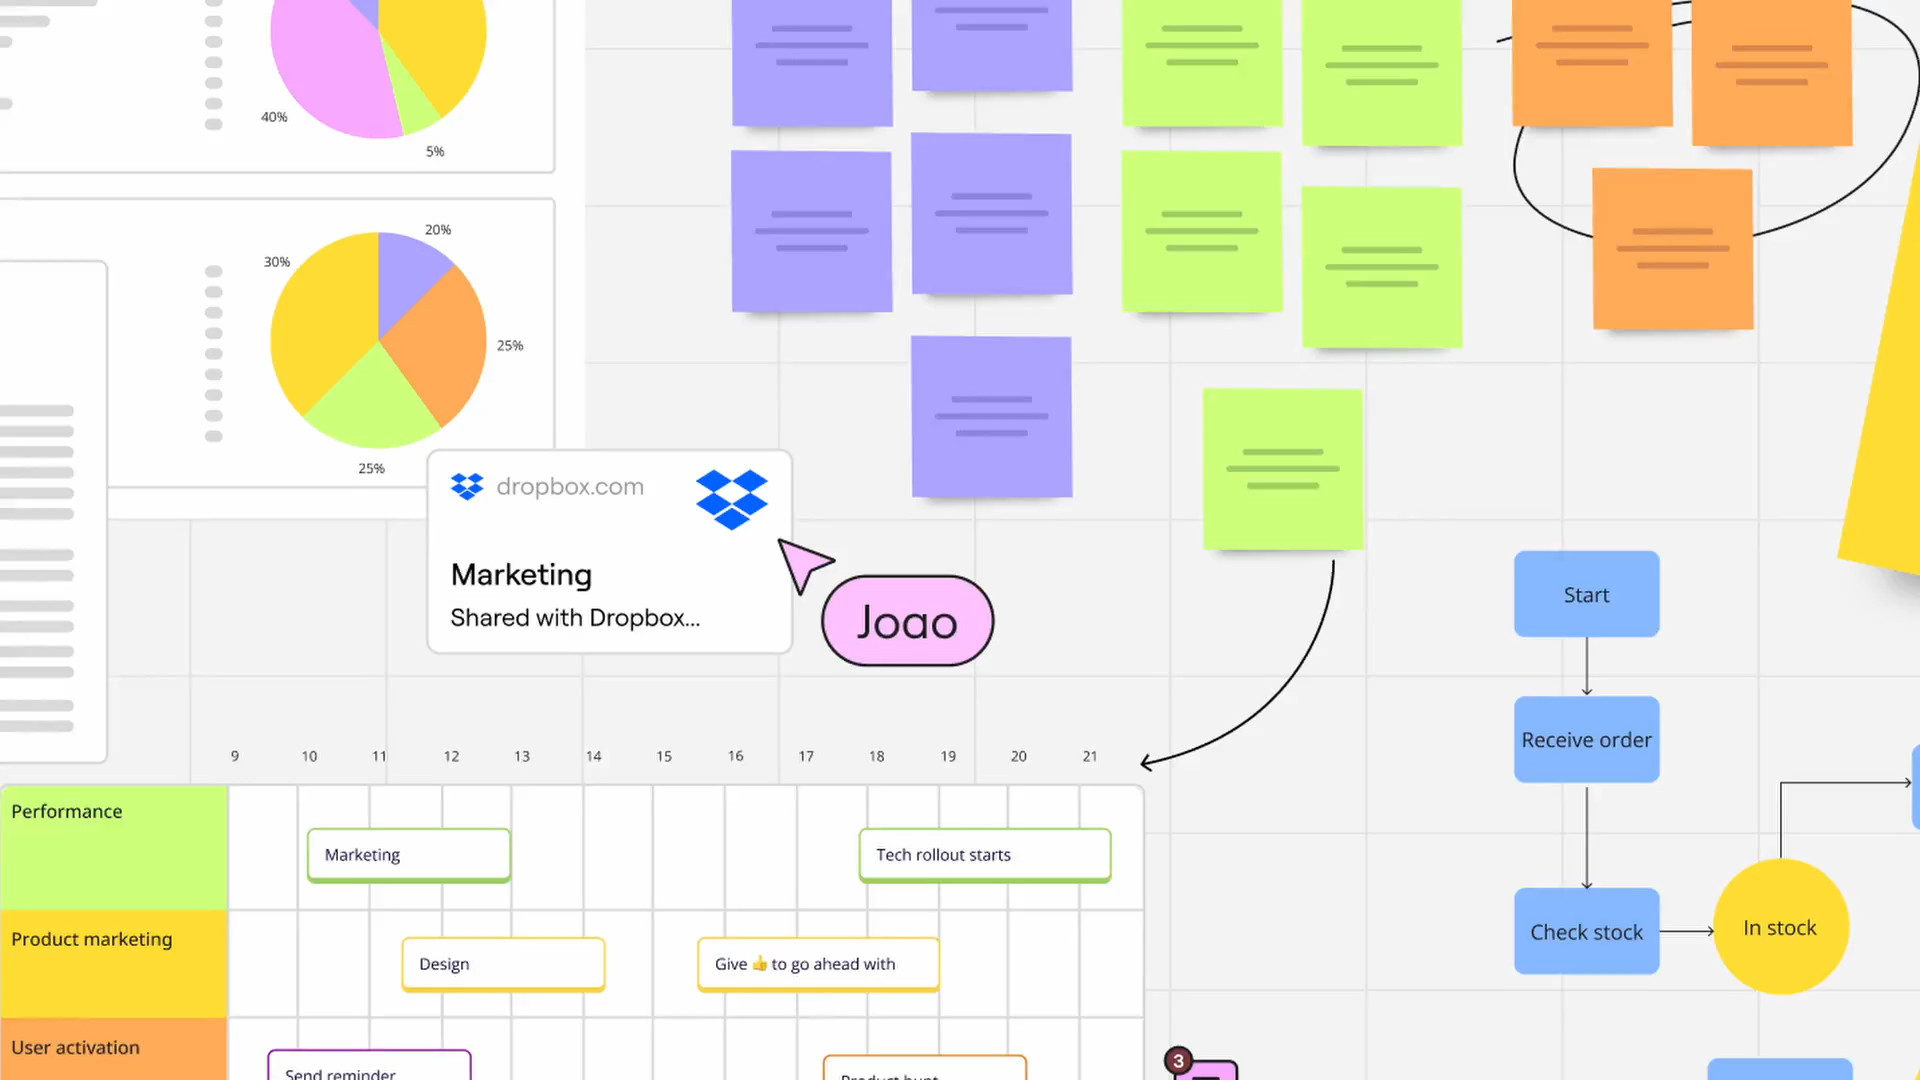 40%
5%
20%
30%
25%
25%
dropbox.com
Marketing
Shared with Dropbox...
Joao
Start
Receive order
Check stock
In stock
9 10 11 12 13 14 15 16 17 18 19 20 21
Performance
Marketing
Tech rollout starts
Product marketing
Design
Give 👍 to go ahead with
User activation
Send reminder
Product hunt
3